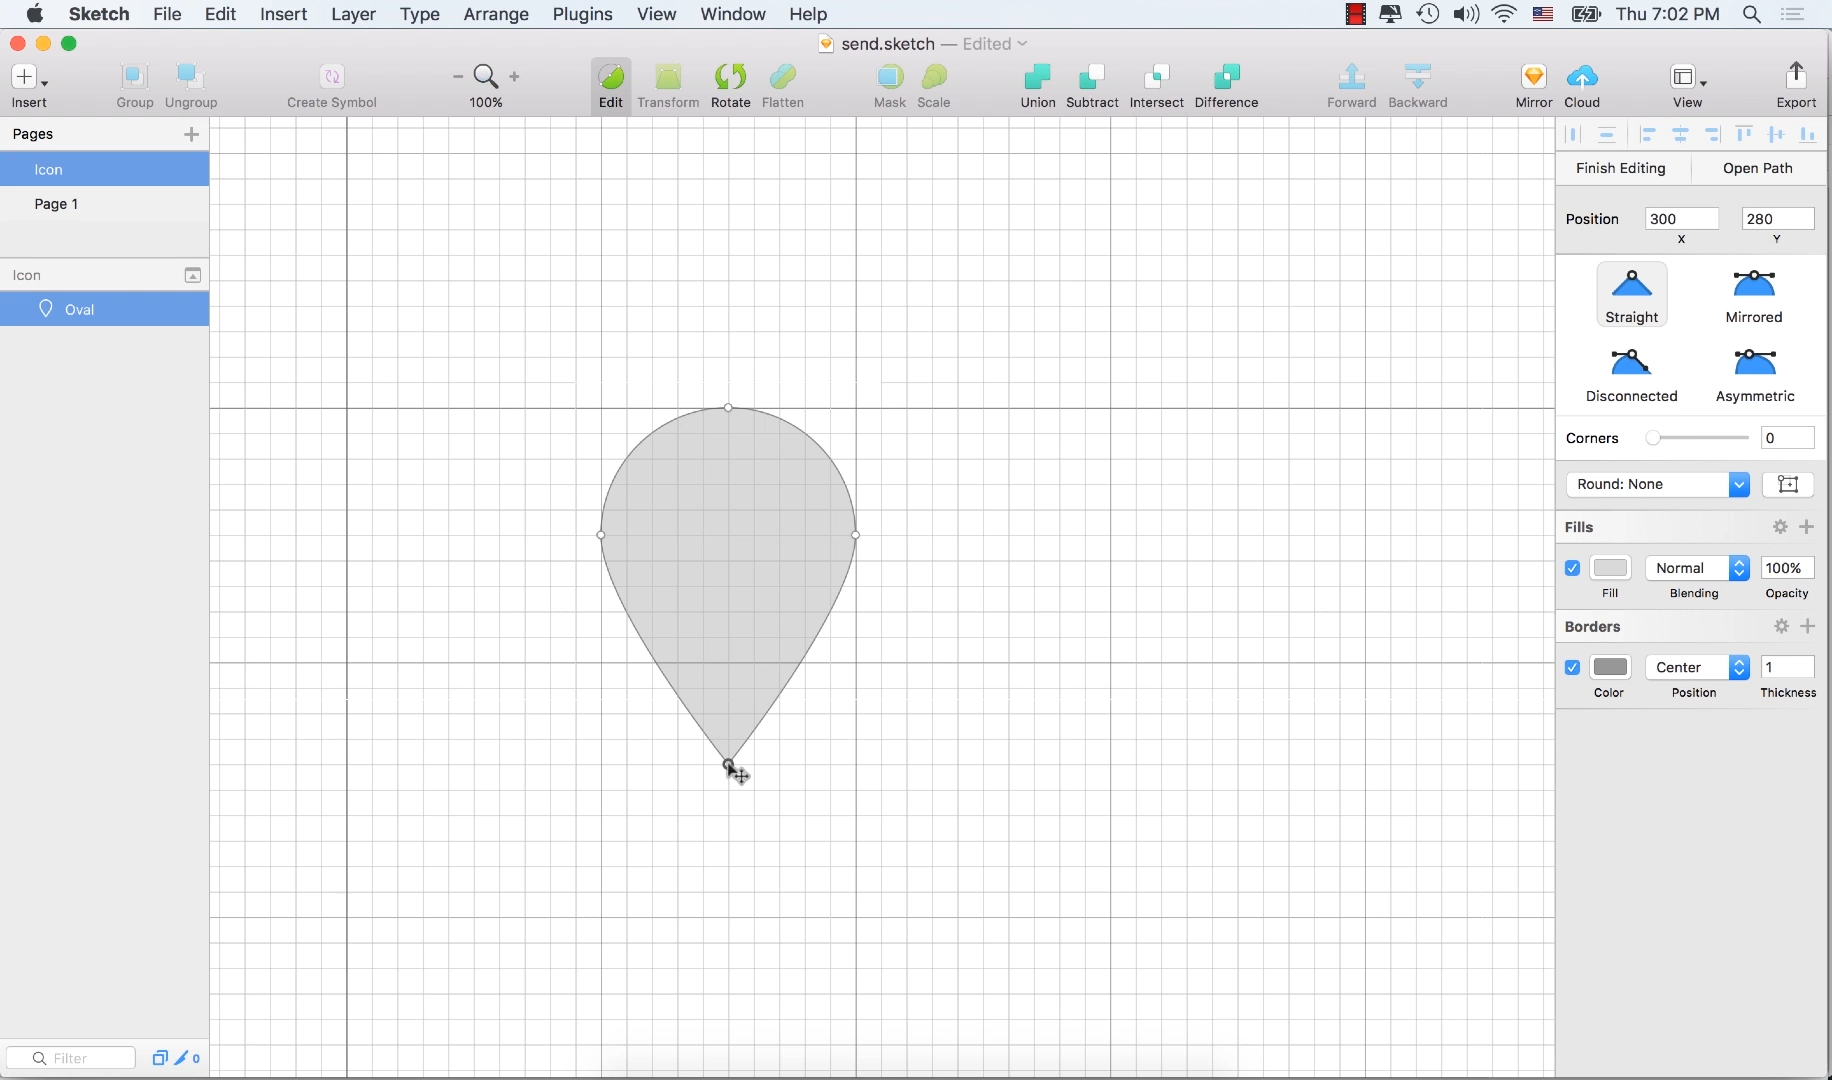 Sketch File Edit Insert Layer Type Arrange Plugins View Window Help Thu 7:02 PM
send.sketch — Edited
Insert Group Ungroup Create Symbol 100% Edit Transform Rotate Flatten Mask Scale Union Subtract Intersect Difference Forward Backward Mirror Cloud View Export
Pages
Icon
Page 1
Icon
Oval
Filter 0
Finish Editing Open Path
Position 300 280
X Y
Straight Mirrored
Disconnected Asymmetric
Corners 0
Round: None
Fills
Normal 100%
Fill Blending Opacity
Borders
Center 1
Color Position Thickness